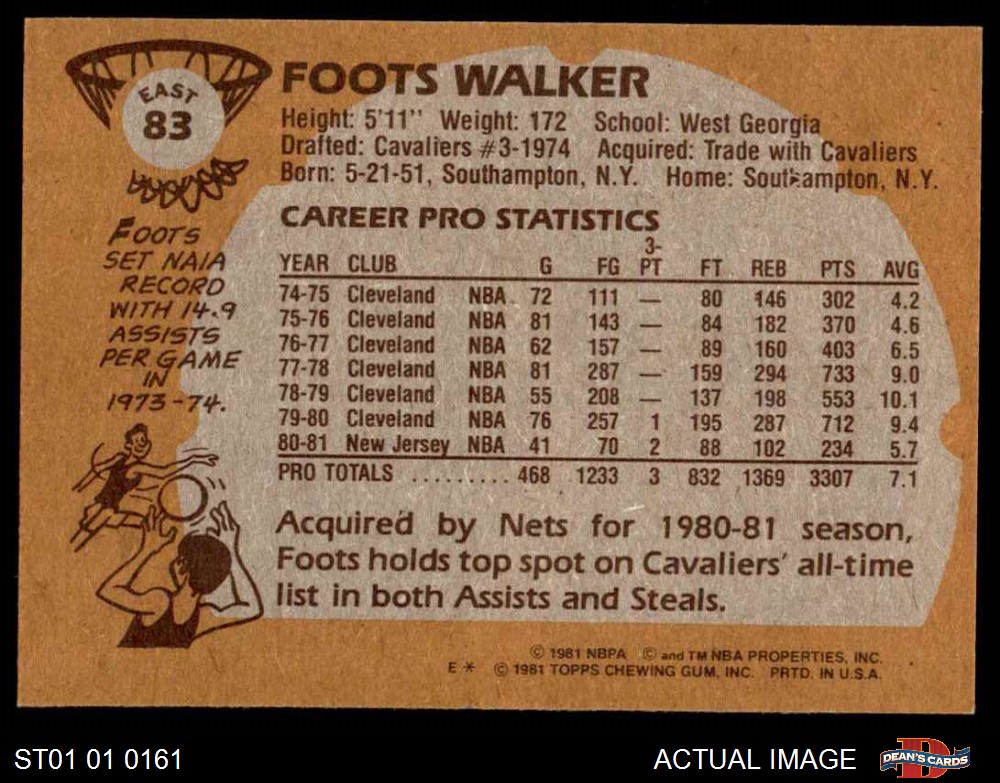 EAST
83
FOOTS WALKER
Height: 5'11" Weight: 172 School: West Georgia
Drafted: Cavaliers #3-1974 Acquired: Trade with Cavaliers
Born: 5-21-51, Southampton, N.Y. Home: Southampton, N.Y.
FOOTS
SET NAIA
RECORD
WITH 14.9
ASSISTS
PER GAME
IN
1973-74.
CAREER PRO STATISTICS
YEAR CLUB G FG 3-PT FT REB PTS AVG
74-75 Cleveland NBA 72 111 — 80 146 302 4.2
75-76 Cleveland NBA 81 143 — 84 182 370 4.6
76-77 Cleveland NBA 62 157 — 89 160 403 6.5
77-78 Cleveland NBA 81 287 — 159 294 733 9.0
78-79 Cleveland NBA 55 208 — 137 198 553 10.1
79-80 Cleveland NBA 76 257 1 195 287 712 9.4
80-81 New Jersey NBA 41 70 2 88 102 234 5.7
PRO TOTALS ......... 468 1233 3 832 1369 3307 7.1
Acquired by Nets for 1980-81 season,
Foots holds top spot on Cavaliers' all-time
list in both Assists and Steals.
© 1981 NBPA © and TM NBA PROPERTIES, INC.
E * © 1981 TOPPS CHEWING GUM, INC. PRTD. IN U.S.A.
ST01 01 0161 ACTUAL IMAGE
D
DEAN'S CARDS